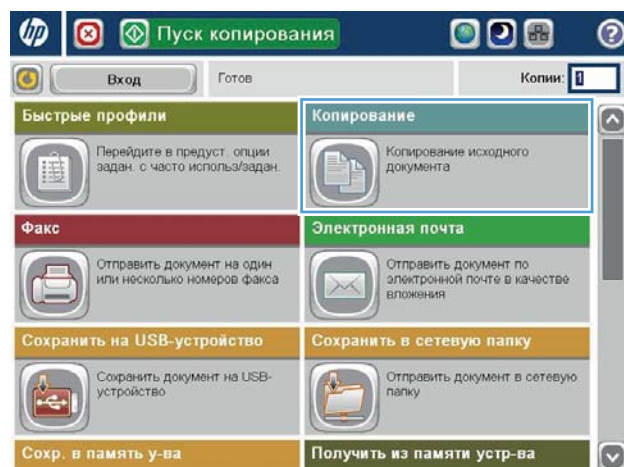 hp
Пуск копирования
?
Вход
Готов
Копии: 1
Быстрые профили
Перейдите в предуст. опции
задан. с часто использ/задан.
Копирование
Копирование исходного
документа
Факс
Отправить документ на один
или несколько номеров факса
Электронная почта
Отправить документ по
электронной почте в качестве
вложения
Сохранить на USB-устройство
Сохранить документ на USB-
устройство
Сохранить в сетевую папку
Отправить документ в сетевую
папку
Сохр. в память у-ва
Получить из памяти устр-ва